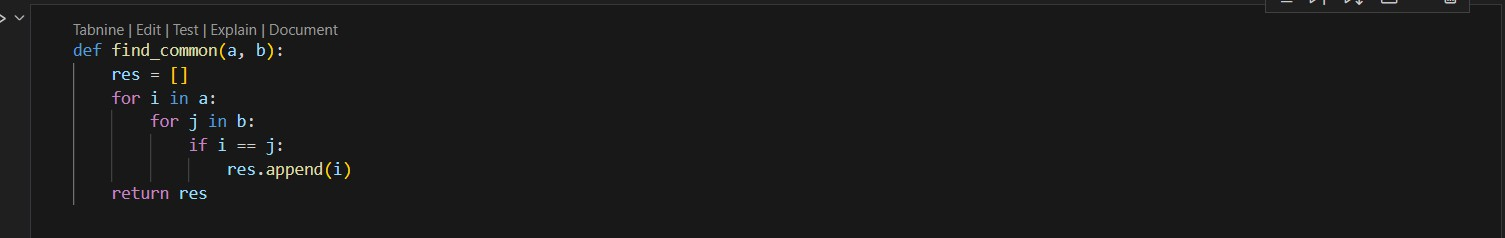 Tabnine | Edit | Test | Explain | Document
def find_common(a, b):
    res = []
    for i in a:
        for j in b:
            if i == j:
                res.append(i)
    return res